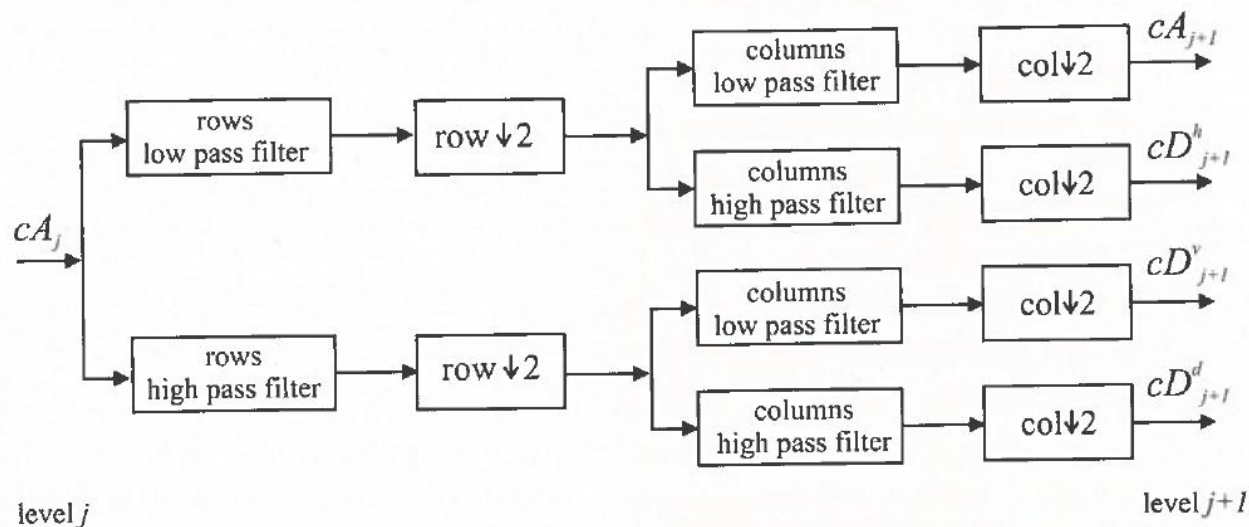 columns
low pass filter
col↓2
cA_{j+1}
rows
low pass filter
row ↓2
columns
high pass filter
col↓2
cD^h_{j+1}
cA_j
columns
low pass filter
col↓2
cD^v_{j+1}
rows
high pass filter
row ↓2
columns
high pass filter
col↓2
cD^d_{j+1}
level j
level j+1